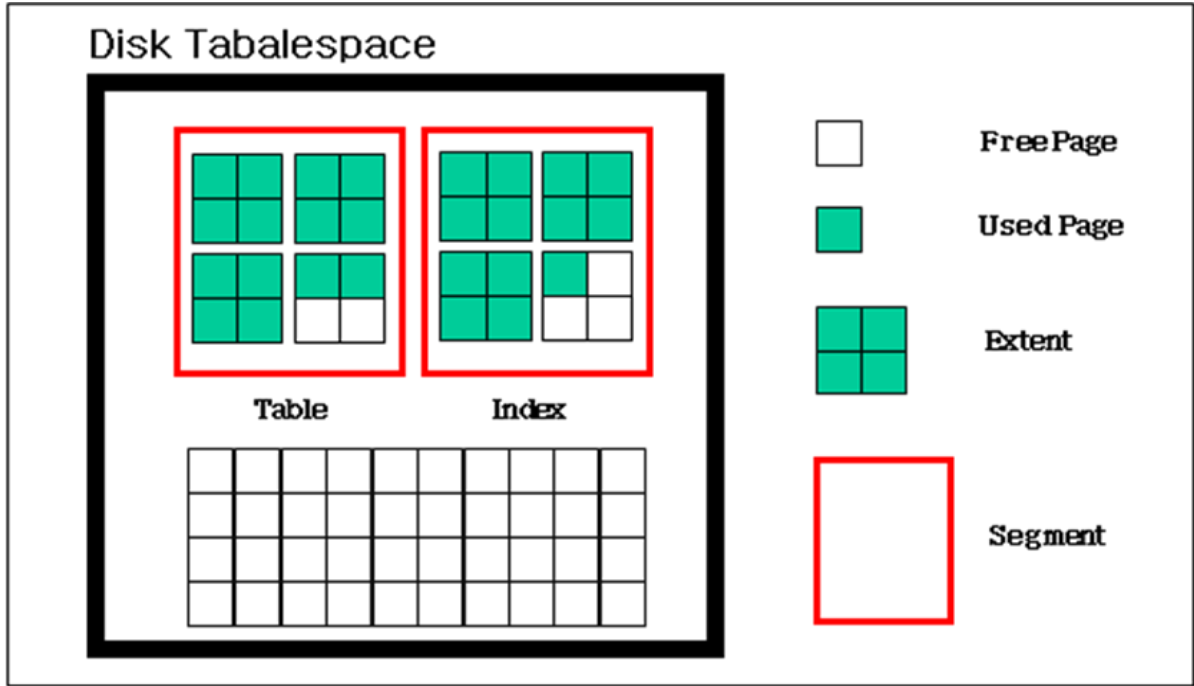 Disk Tabalespace
Free Page
Used Page
Extent
Table
Index
Segment